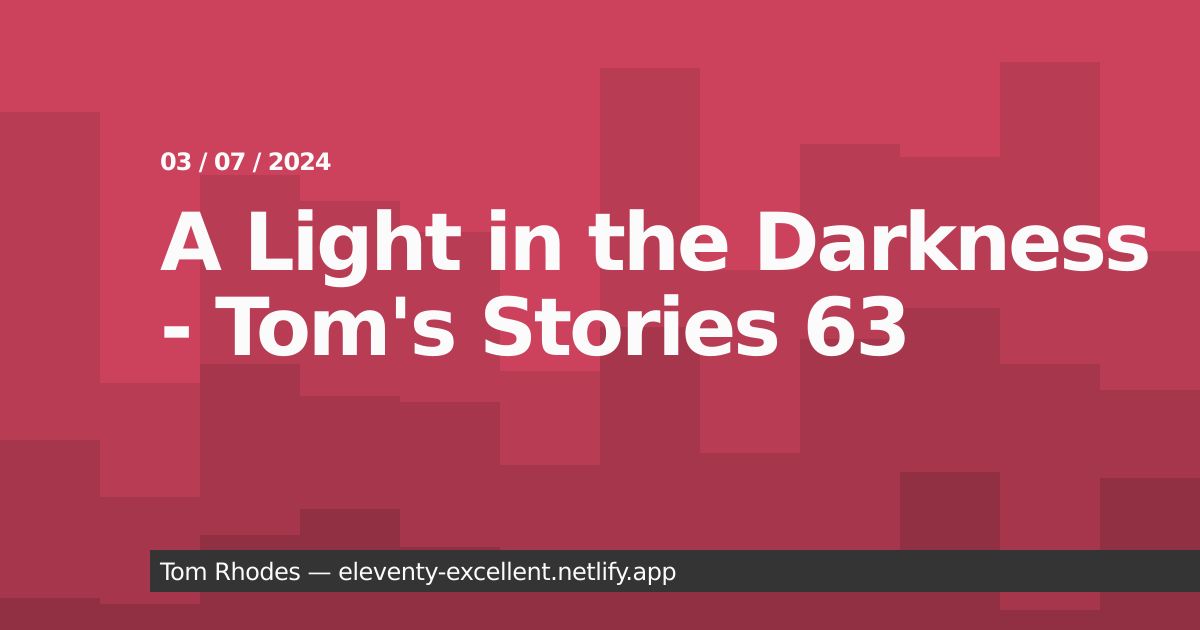 03 / 07 / 2024
A Light in the Darkness
- Tom's Stories 63
Tom Rhodes — eleventy-excellent.netlify.app